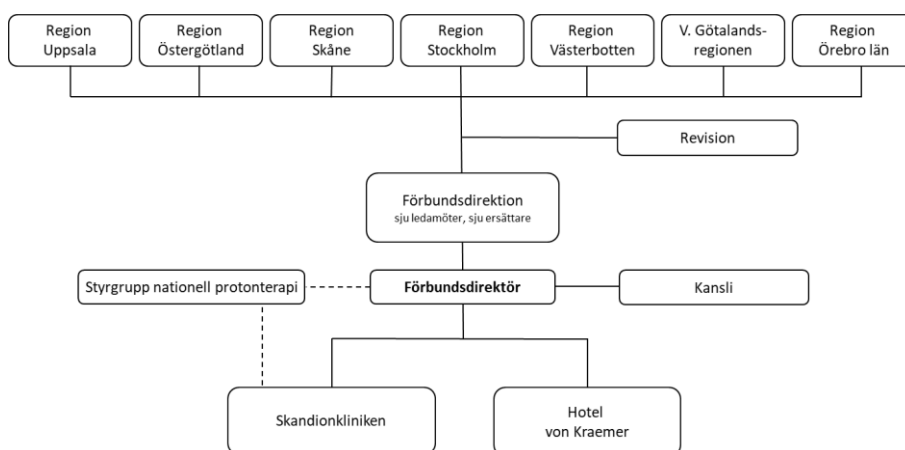 Region
Uppsala
Region
Östergötland
Region
Skåne
Region
Stockholm
Region
Västerbotten
V. Götalands-
regionen
Region
Örebro län
Revision
Förbundsdirektion
sju ledamöter, sju ersättare
Styrgrupp nationell protonterapi
Förbundsdirektör
Kansli
Skandionkliniken
Hotel
von Kraemer